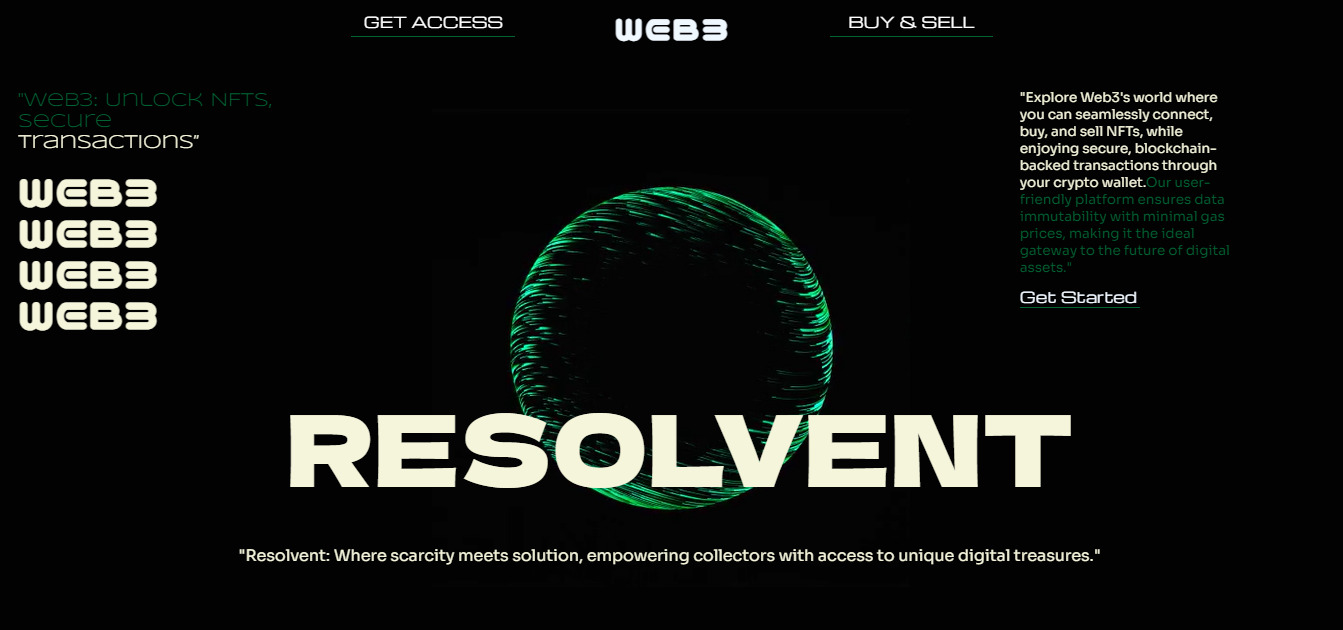 GET ACCESS
WEB3
BUY & SELL
"WEB3: UNLOCK NFTS,
secure
Transactions"
WEB3
WEB3
WEB3
WEB3
"Explore Web3's world where
you can seamlessly connect,
buy, and sell NFTs, while
enjoying secure, blockchain-
backed transactions through
your crypto wallet.Our user-
friendly platform ensures data
immutability with minimal gas
prices, making it the ideal
gateway to the future of digital
assets."
Get Started
RESOLVENT
"Resolvent: Where scarcity meets solution, empowering collectors with access to unique digital treasures."